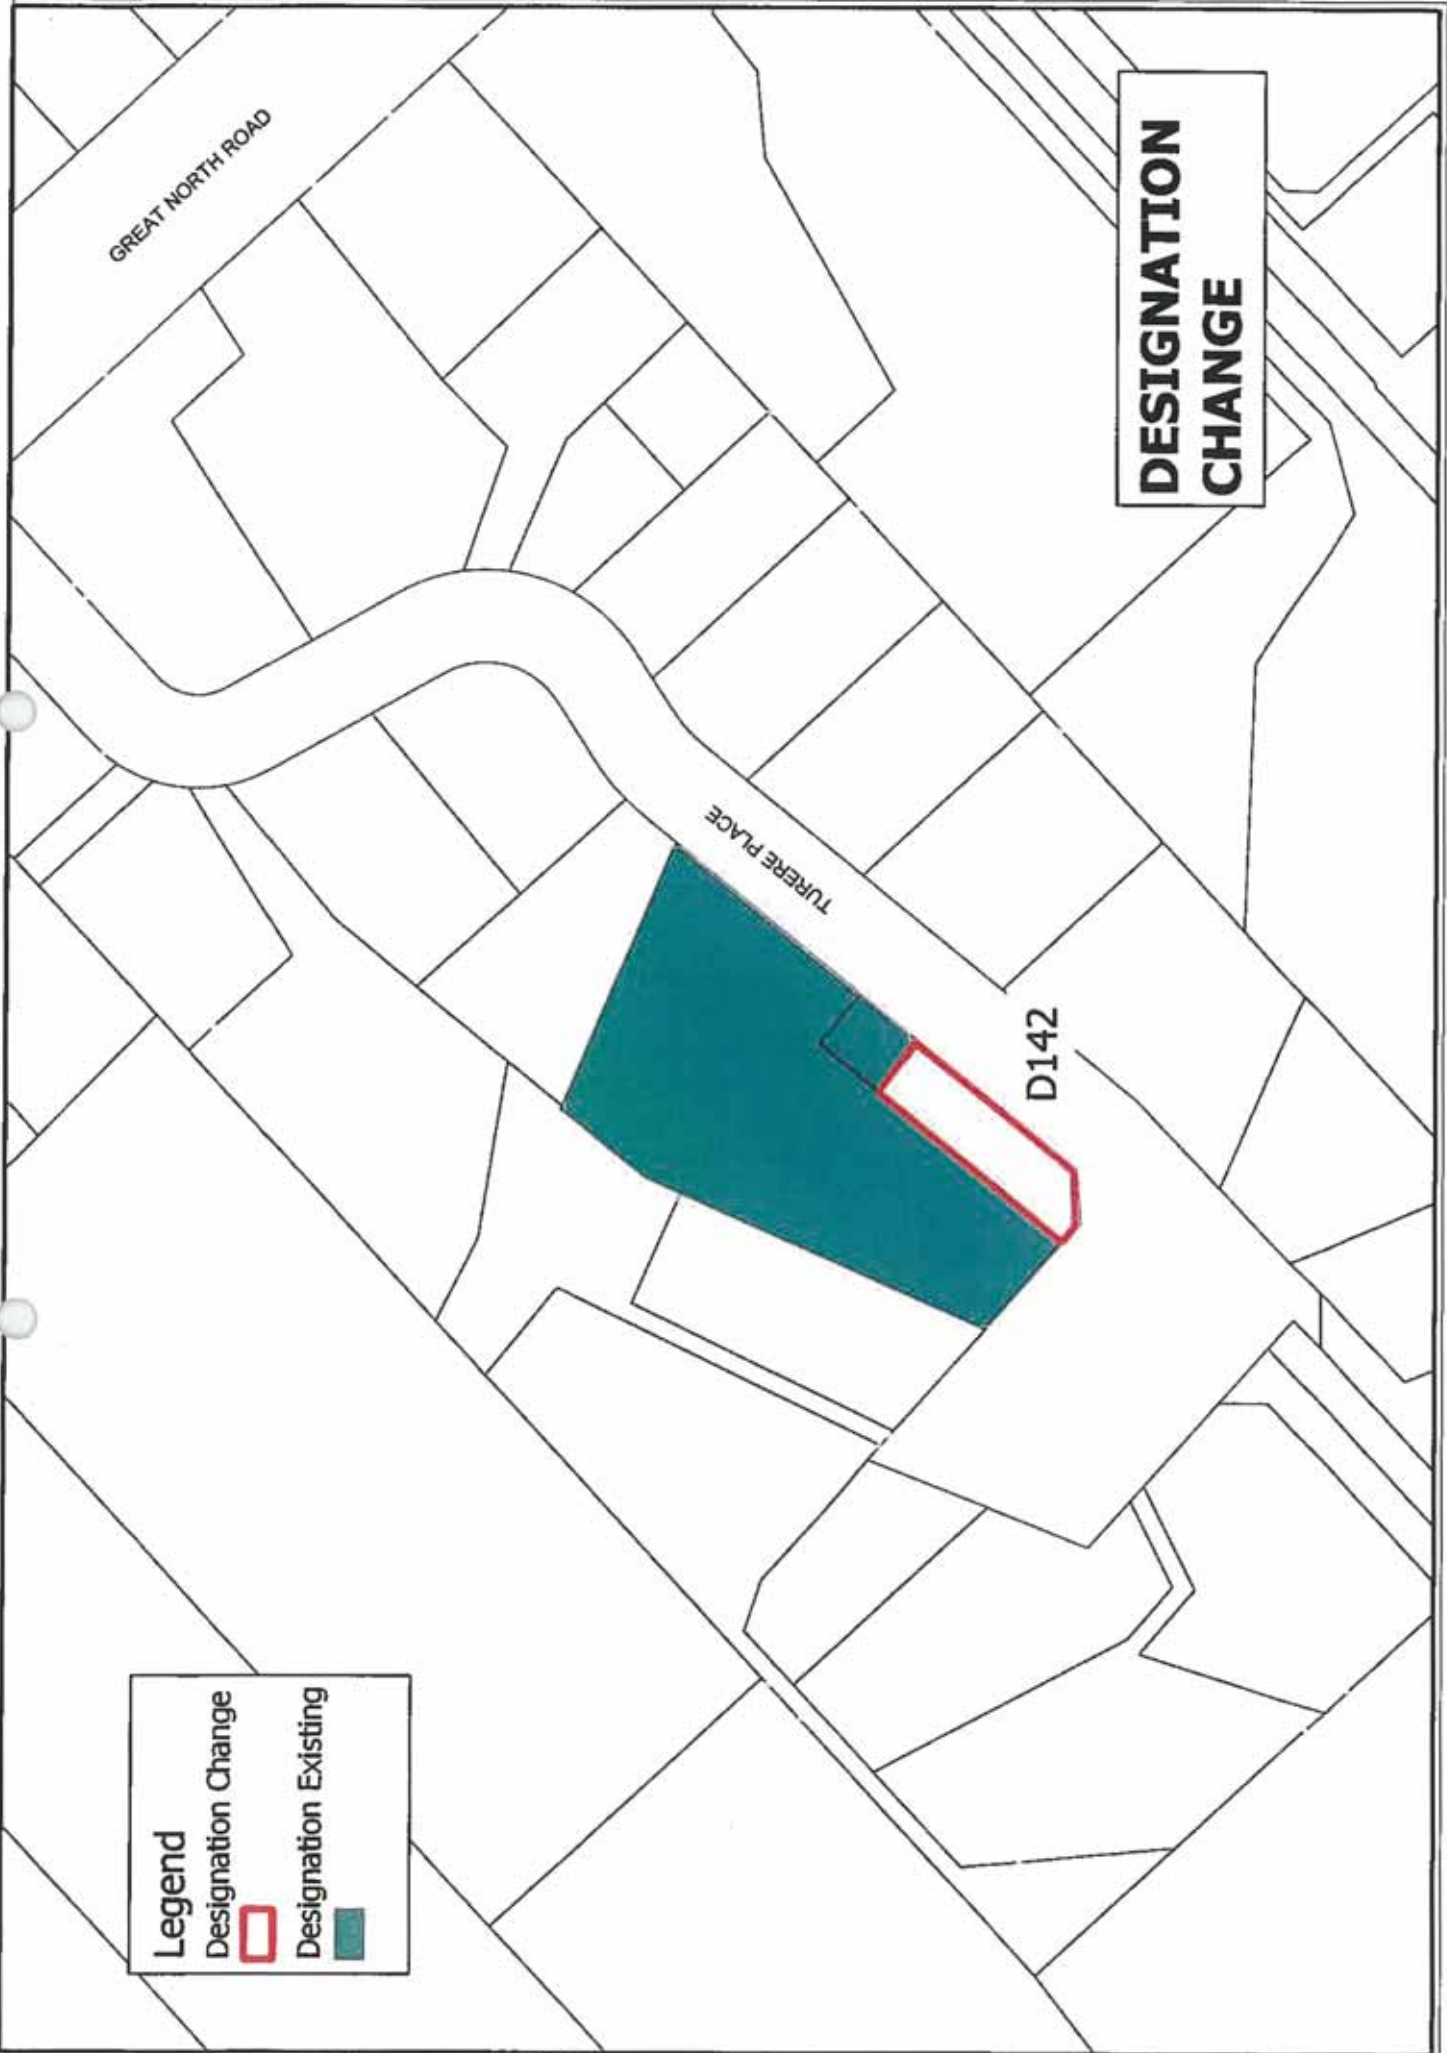 Legend
Designation Change
Designation Existing
GREAT NORTH ROAD
TURERE PLACE
D142
DESIGNATION
CHANGE